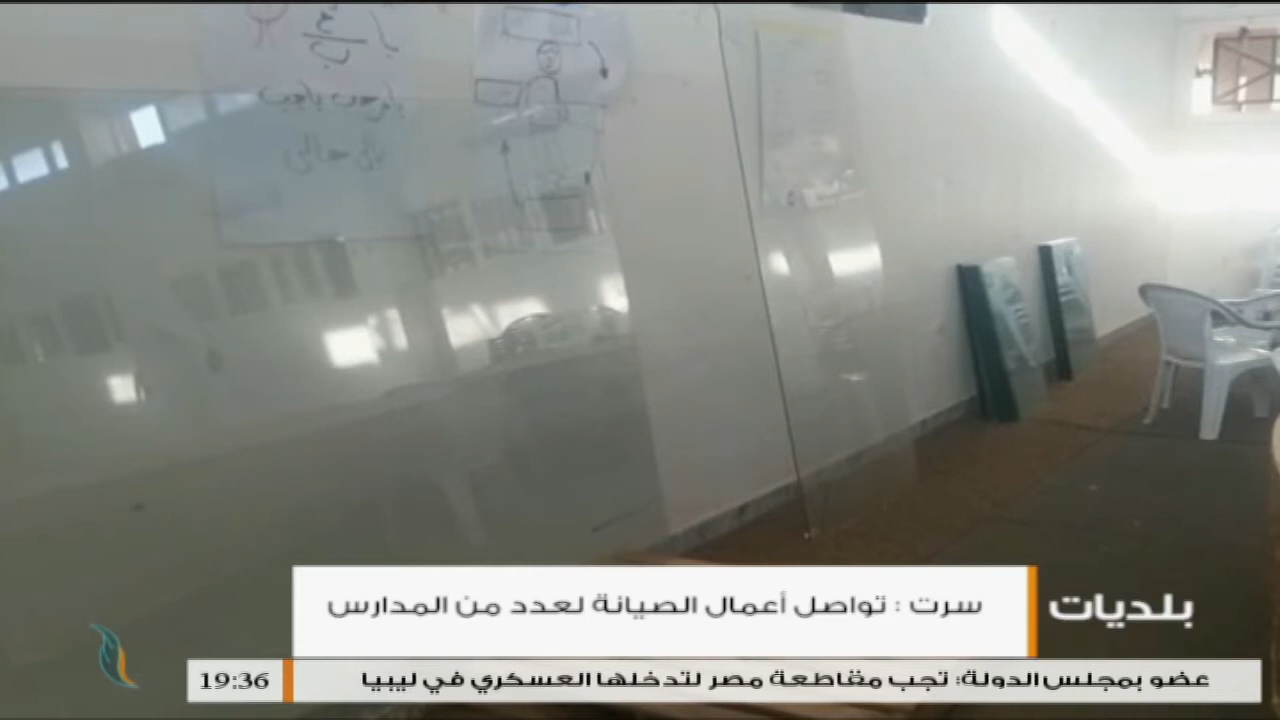 بلديات
سرت : تواصل أعمال الصيانة لعدد من المدارس
عضو بمجلس الدولة: تجب مقاطعة مصر لتدخلها العسكري في ليبيا
19:36